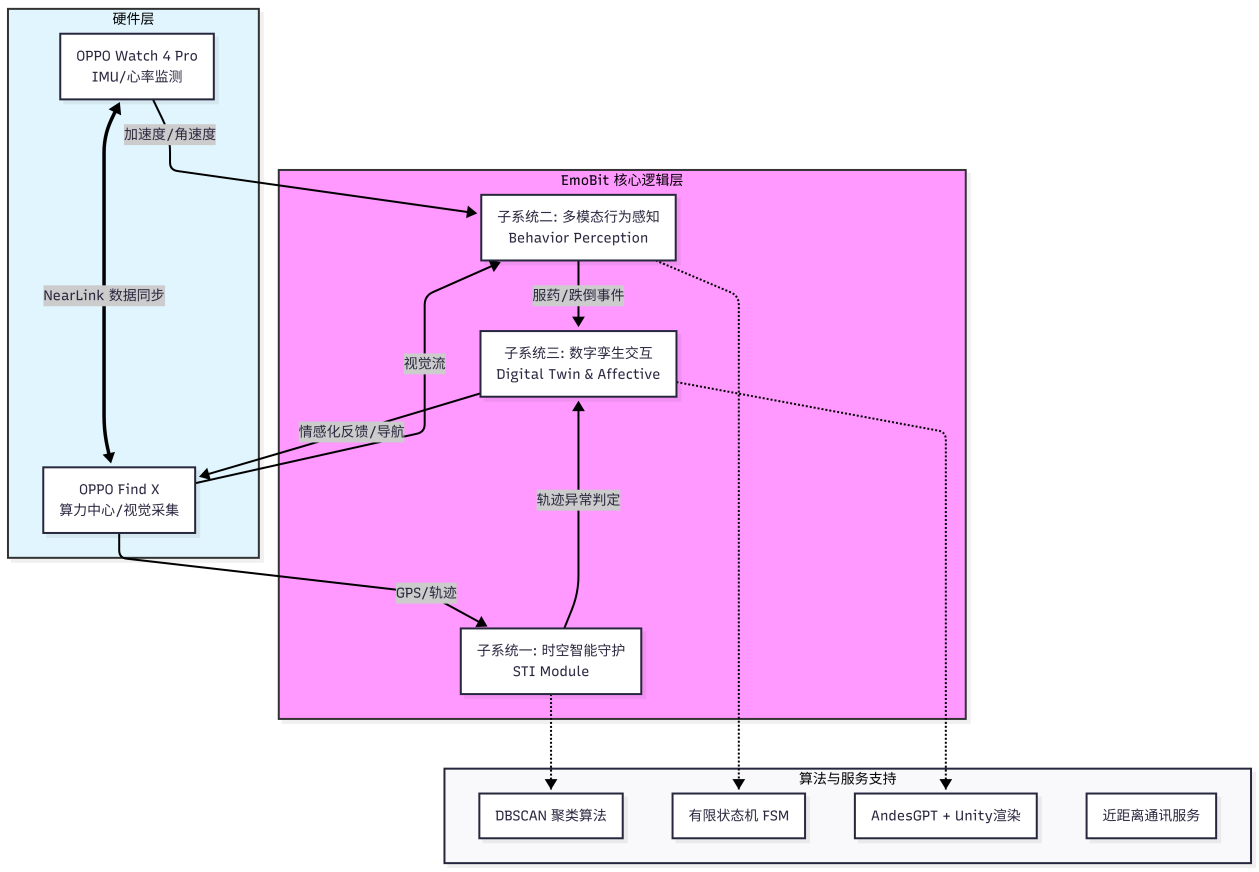 硬件层
OPPO Watch 4 Pro
IMU/心率监测
加速度/角速度
EmoBit 核心逻辑层
子系统二: 多模态行为感知
Behavior Perception
NearLink 数据同步
服药/跌倒事件
视觉流
子系统三: 数字孪生交互
Digital Twin & Affective
情感化反馈/导航
OPPO Find X
算力中心/视觉采集
轨迹异常判定
GPS/轨迹
子系统一: 时空智能守护
STI Module
算法与服务支持
DBSCAN 聚类算法
有限状态机 FSM
AndesGPT + Unity渲染
近距离通讯服务